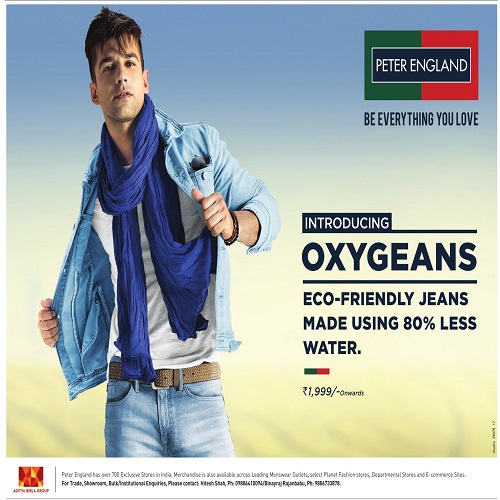 PETER ENGLAND
BE EVERYTHING YOU LOVE
INTRODUCING
OXYGEANS
ECO-FRIENDLY JEANS
MADE USING 80% LESS
WATER.
₹1,999/-Onwards
ADITYA BIRLA GROUP
Peter England has over 700 Exclusive Stores in India. Merchandise is also available across Leading Menswear Outlets, select Planet Fashion stores, Departmental Stores and E-commerce sites.
For Trade, Showroom, Bulk/Institutional Enquiries, Please contact: Hitesh Shah, Ph: 09886410094/Binayraj Rajanbabu, Ph: 9886733878.